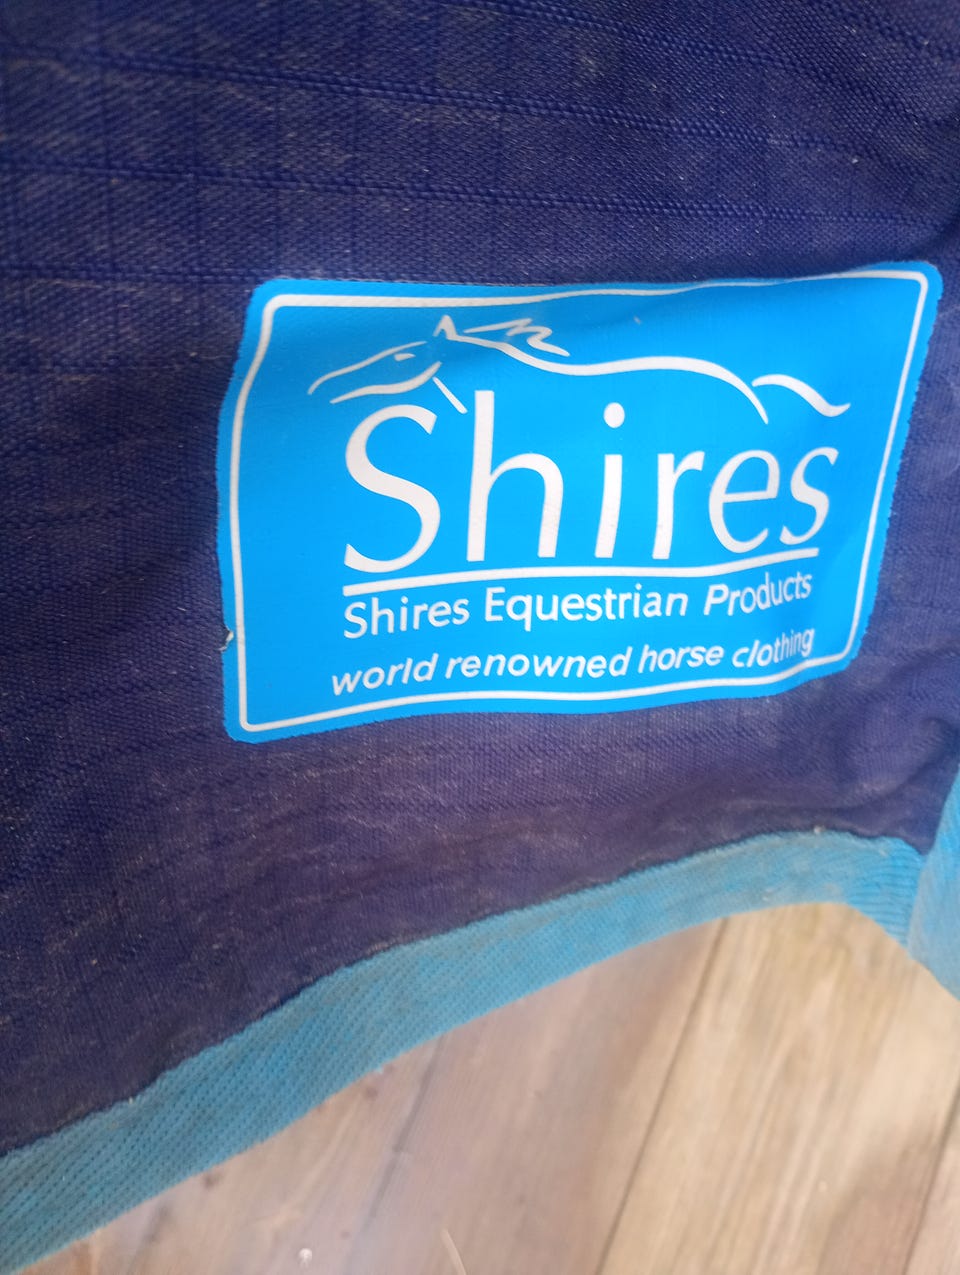 Shires
Shires Equestrian Products
world renowned horse clothing